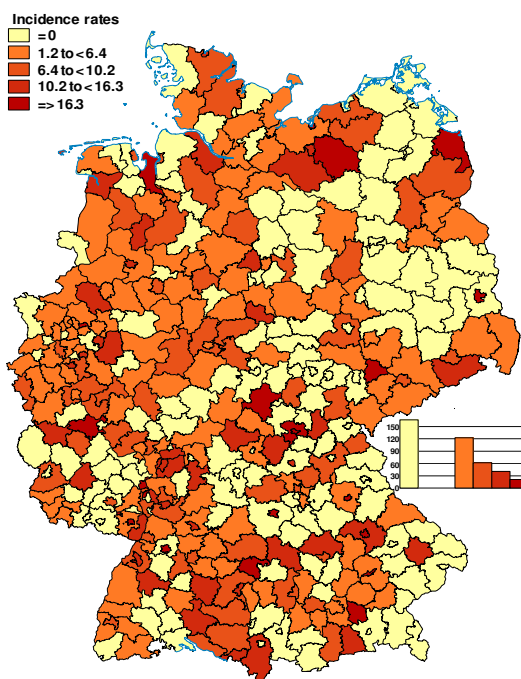 Incidence rates
= 0
1.2 to < 6.4
6.4 to < 10.2
10.2 to < 16.3
=> 16.3
150
120
90
60
30
0